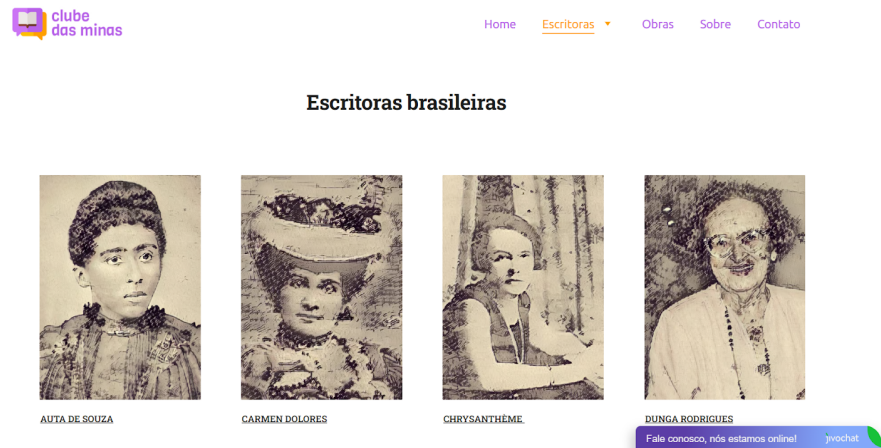 clube
das minas
Home Escritoras Obras Sobre Contato
Escritoras brasileiras
AUTA DE SOUZA CARMEN DOLORES CHRYSANTHÈME DUNGA RODRIGUES
Fale conosco, nós estamos online! jivochat